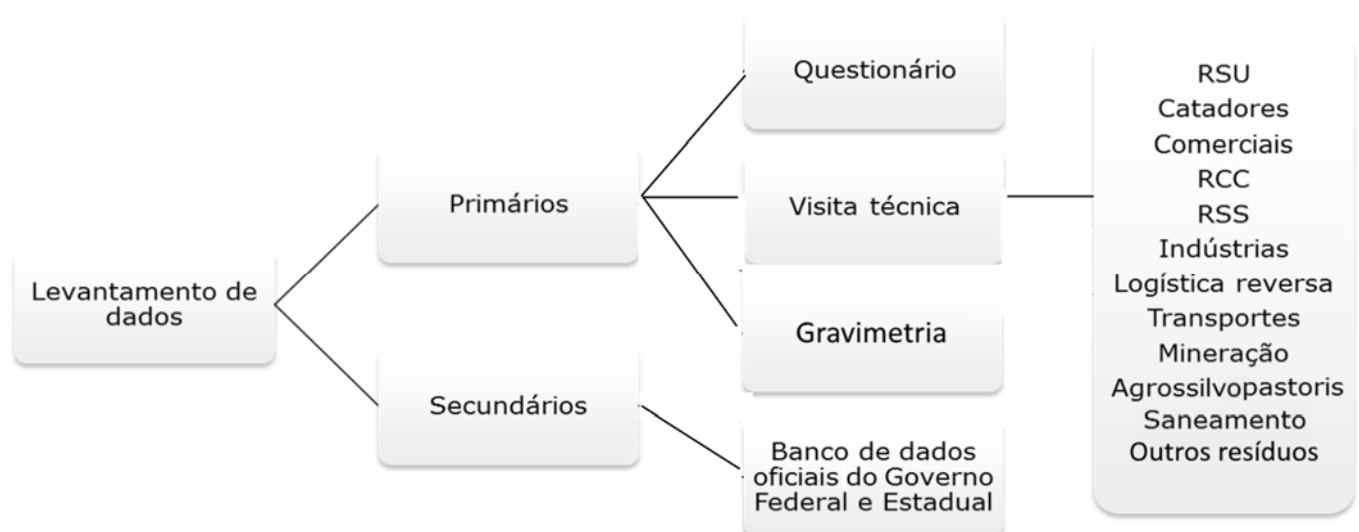 Levantamento de
dados
Primários
Secundários
Questionário
Visita técnica
Gravimetria
Banco de dados
oficiais do Governo
Federal e Estadual
RSU
Catadores
Comerciais
RCC
RSS
Indústrias
Logística reversa
Transportes
Mineração
Agrossilvopastoris
Saneamento
Outros resíduos